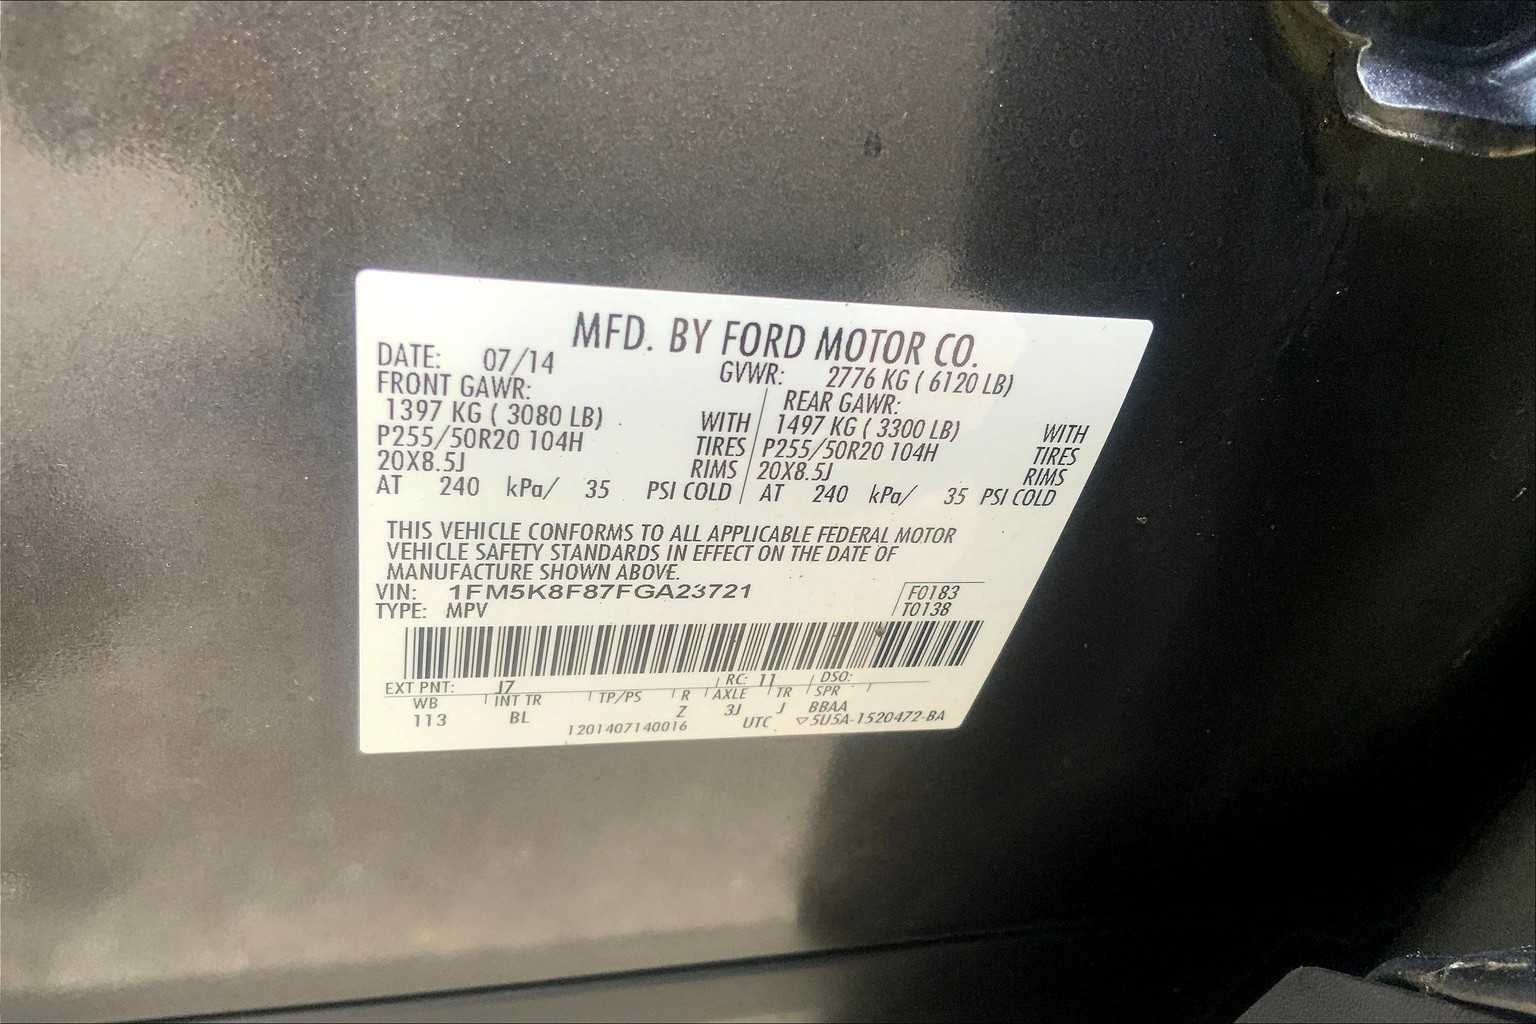 MFD. BY FORD MOTOR CO.
DATE: 07/14 GVWR: 2776 KG ( 6120 LB)
FRONT GAWR: REAR GAWR:
1397 KG ( 3080 LB) WITH 1497 KG ( 3300 LB) WITH
P255/50R20 104H TIRES P255/50R20 104H TIRES
20X8.5J RIMS 20X8.5J RIMS
AT 240 kPa/ 35 PSI COLD AT 240 kPa/ 35 PSI COLD
THIS VEHICLE CONFORMS TO ALL APPLICABLE FEDERAL MOTOR
VEHICLE SAFETY STANDARDS IN EFFECT ON THE DATE OF
MANUFACTURE SHOWN ABOVE.
VIN: 1FM5K8F87FGA23721 F0183
TYPE: MPV T0138
EXT PNT: J7 RC: 11 DSO:
WB INT TR TP/PS R AXLE TR SPR
113 BL Z 3J J BBAA
1201407140016 UTC ▽5U5A-1520472-BA